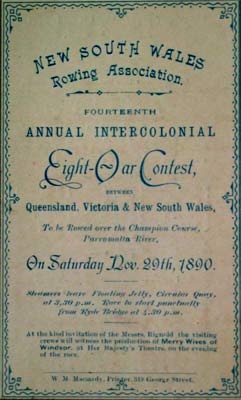 NEW SOUTH WALES
Rowing Association.
FOURTEENTH
ANNUAL INTERCOLONIAL
Eight-Oar Contest,
BETWEEN
Queensland, Victoria & New South Wales,
To be Rowed over the Champion Course,
Parramatta River,
On Saturday Nov. 29th, 1890.
Steamers leave Floating Jetty, Circular Quay,
at 3,30 p.m. Race to start punctually
from Ryde Bridge at 4.30 p.m.
At the kind invitation of the Messrs. Rignold the visiting
crews will witness the production of Merry Wives of
Windsor, at Her Majesty's Theatre, on the evening
of the race.
W. M. Maclardy, Printer, 319 George Street.